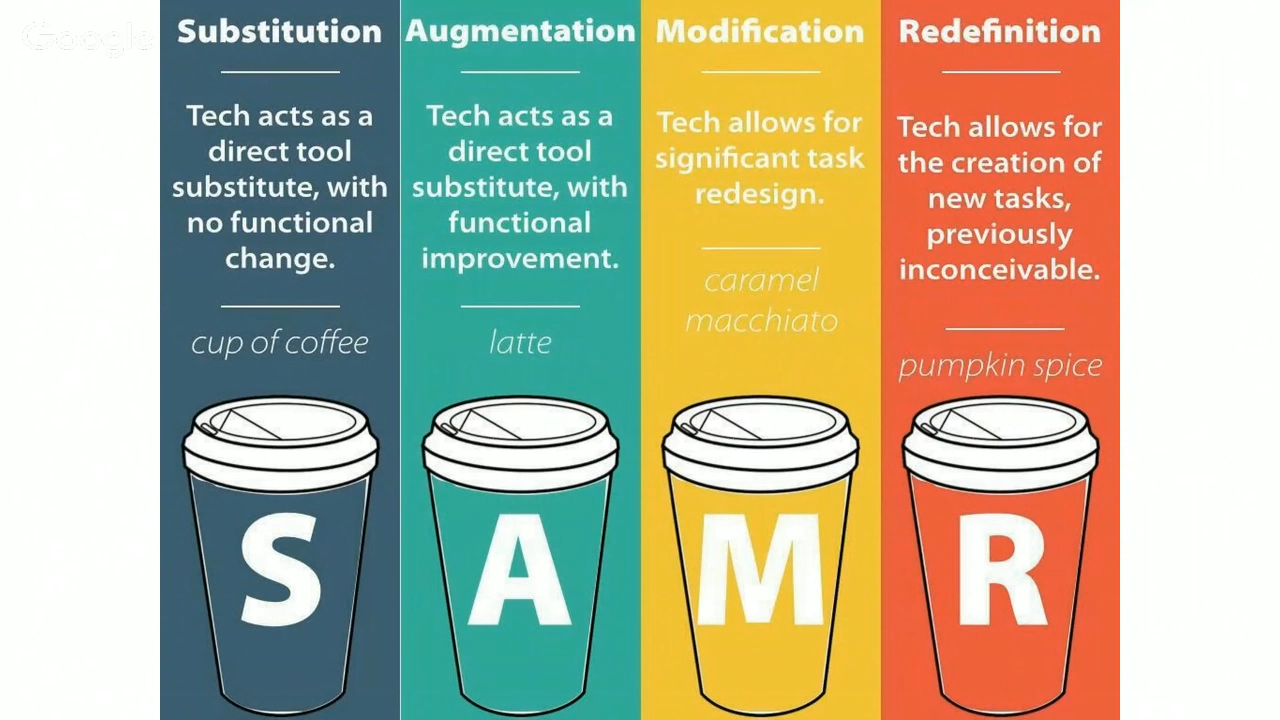 Google
Substitution
Tech acts as a
direct tool
substitute, with
no functional
change.
cup of coffee
S
Augmentation
Tech acts as a
direct tool
substitute, with
functional
improvement.
latte
A
Modification
Tech allows for
significant task
redesign.
caramel
macchiato
M
Redefinition
Tech allows for
the creation of
new tasks,
previously
inconceivable.
pumpkin spice
R